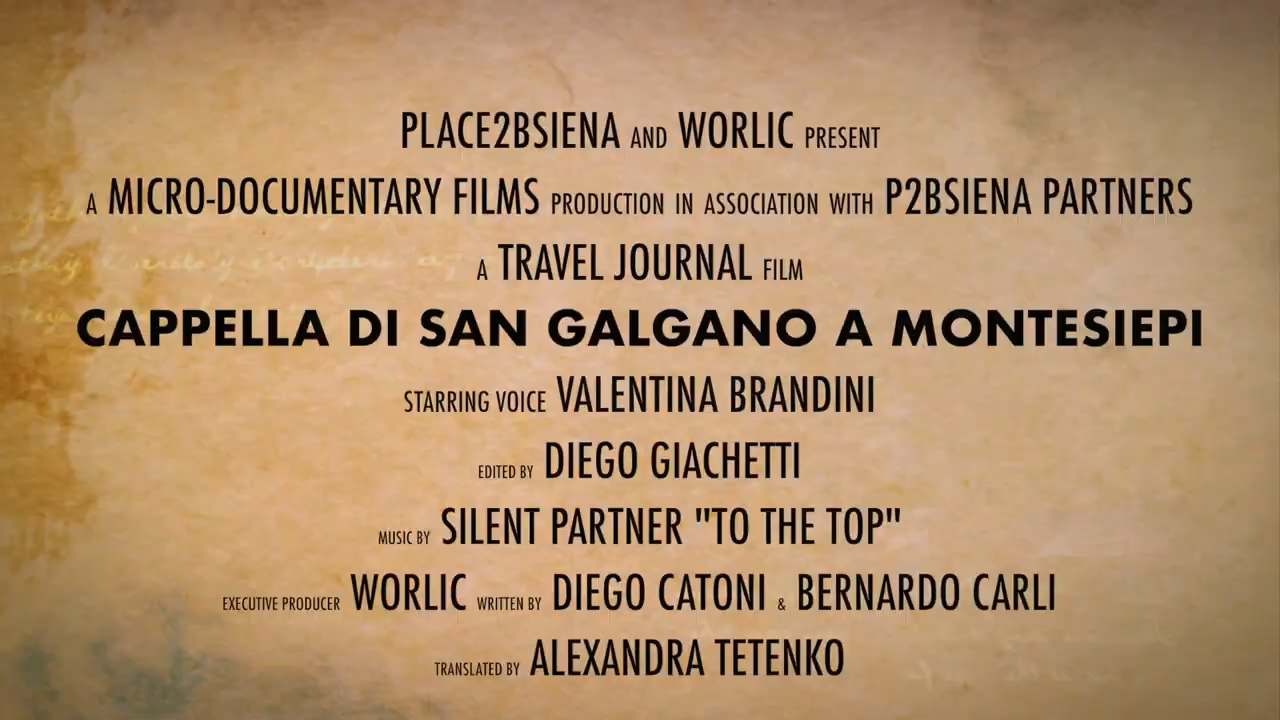 PLACE2BSIENA AND WORLIC PRESENT
A MICRO-DOCUMENTARY FILMS PRODUCTION IN ASSOCIATION WITH P2BSIENA PARTNERS
A TRAVEL JOURNAL FILM
CAPPELLA DI SAN GALGANO A MONTESIEPI
STARRING VOICE VALENTINA BRANDINI
EDITED BY DIEGO GIACHETTI
MUSIC BY SILENT PARTNER "TO THE TOP"
EXECUTIVE PRODUCER WORLIC WRITTEN BY DIEGO CATONI & BERNARDO CARLI
TRANSLATED BY ALEXANDRA TETENKO